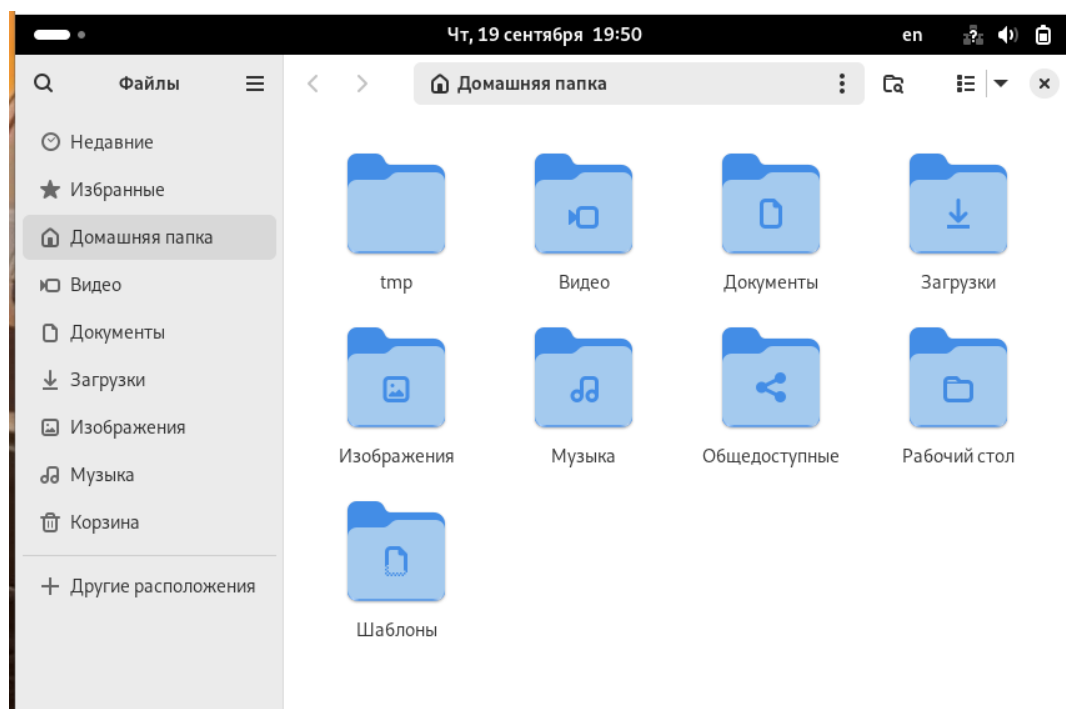 Чт, 19 сентября 19:50
en
Файлы
Домашняя папка
Недавние
Избранные
Домашняя папка
Видео
Документы
Загрузки
Изображения
Музыка
Корзина
Другие расположения
tmp
Видео
Документы
Загрузки
Изображения
Музыка
Общедоступные
Рабочий стол
Шаблоны